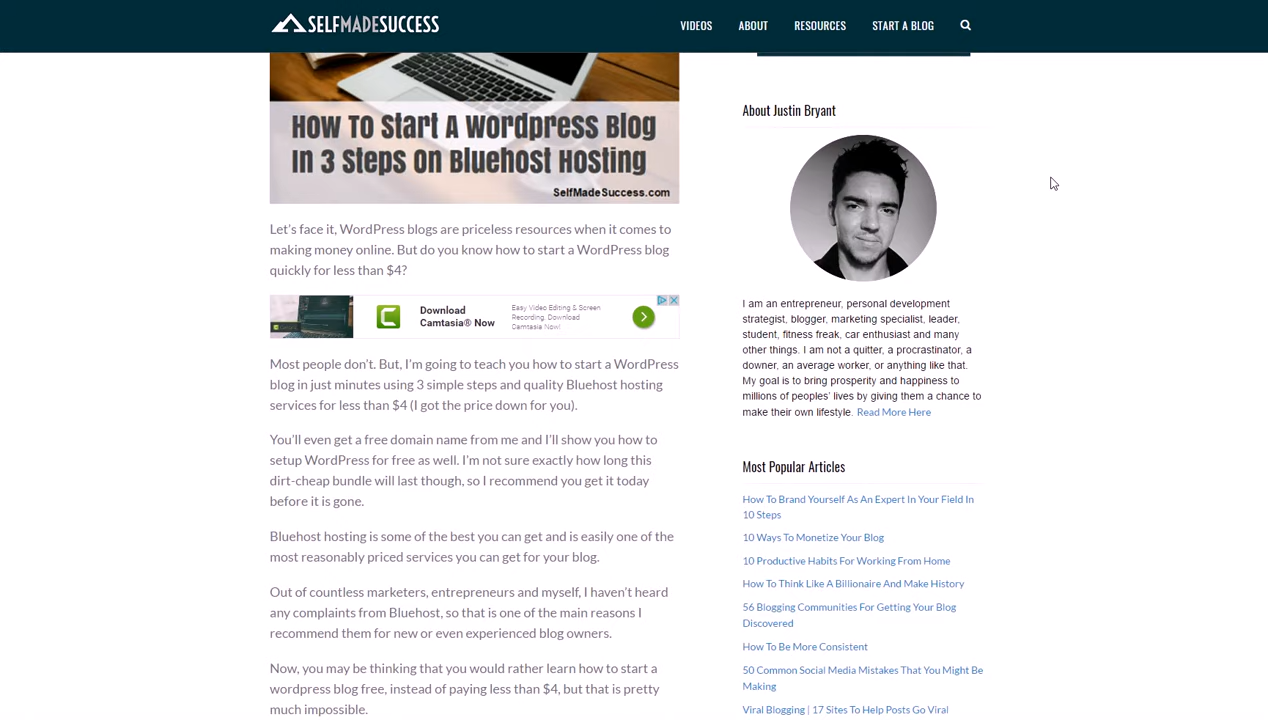 SELFMADESUCCESS
VIDEOS
ABOUT
RESOURCES
START A BLOG
How To Start A Wordpress Blog
In 3 Steps On Bluehost Hosting
SelfMadeSuccess.com
Let's face it, WordPress blogs are priceless resources when it comes to
making money online. But do you know how to start a WordPress blog
quickly for less than $4?
Download
Camtasia® Now
Easy Video Editing & Screen
Recording. Download
Camtasia Now!
Most people don't. But, I'm going to teach you how to start a WordPress
blog in just minutes using 3 simple steps and quality Bluehost hosting
services for less than $4 (I got the price down for you).
You'll even get a free domain name from me and I'll show you how to
setup WordPress for free as well. I'm not sure exactly how long this
dirt-cheap bundle will last though, so I recommend you get it today
before it is gone.
Bluehost hosting is some of the best you can get and is easily one of the
most reasonably priced services you can get for your blog.
Out of countless marketers, entrepreneurs and myself, I haven't heard
any complaints from Bluehost, so that is one of the main reasons I
recommend them for new or even experienced blog owners.
Now, you may be thinking that you would rather learn how to start a
wordpress blog free, instead of paying less than $4, but that is pretty
much impossible.
About Justin Bryant
I am an entrepreneur, personal development
strategist, blogger, marketing specialist, leader,
student, fitness freak, car enthusiast and many
other things. I am not a quitter, a procrastinator, a
downer, an average worker, or anything like that.
My goal is to bring prosperity and happiness to
millions of peoples' lives by giving them a chance to
make their own lifestyle. Read More Here
Most Popular Articles
How To Brand Yourself As An Expert In Your Field In
10 Steps
10 Ways To Monetize Your Blog
10 Productive Habits For Working From Home
How To Think Like A Billionaire And Make History
56 Blogging Communities For Getting Your Blog
Discovered
How To Be More Consistent
50 Common Social Media Mistakes That You Might Be
Making
Viral Blogging | 17 Sites To Help Posts Go Viral